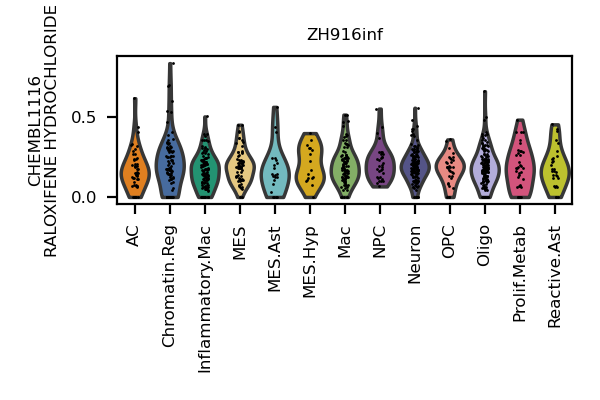 ZH916inf
CHEMBL1116
RALOXIFENE HYDROCHLORIDE
0.5
0.0
AC
Chromatin.Reg
Inflammatory.Mac
MES
MES.Ast
MES.Hyp
Mac
NPC
Neuron
OPC
Oligo
Prolif.Metab
Reactive.Ast